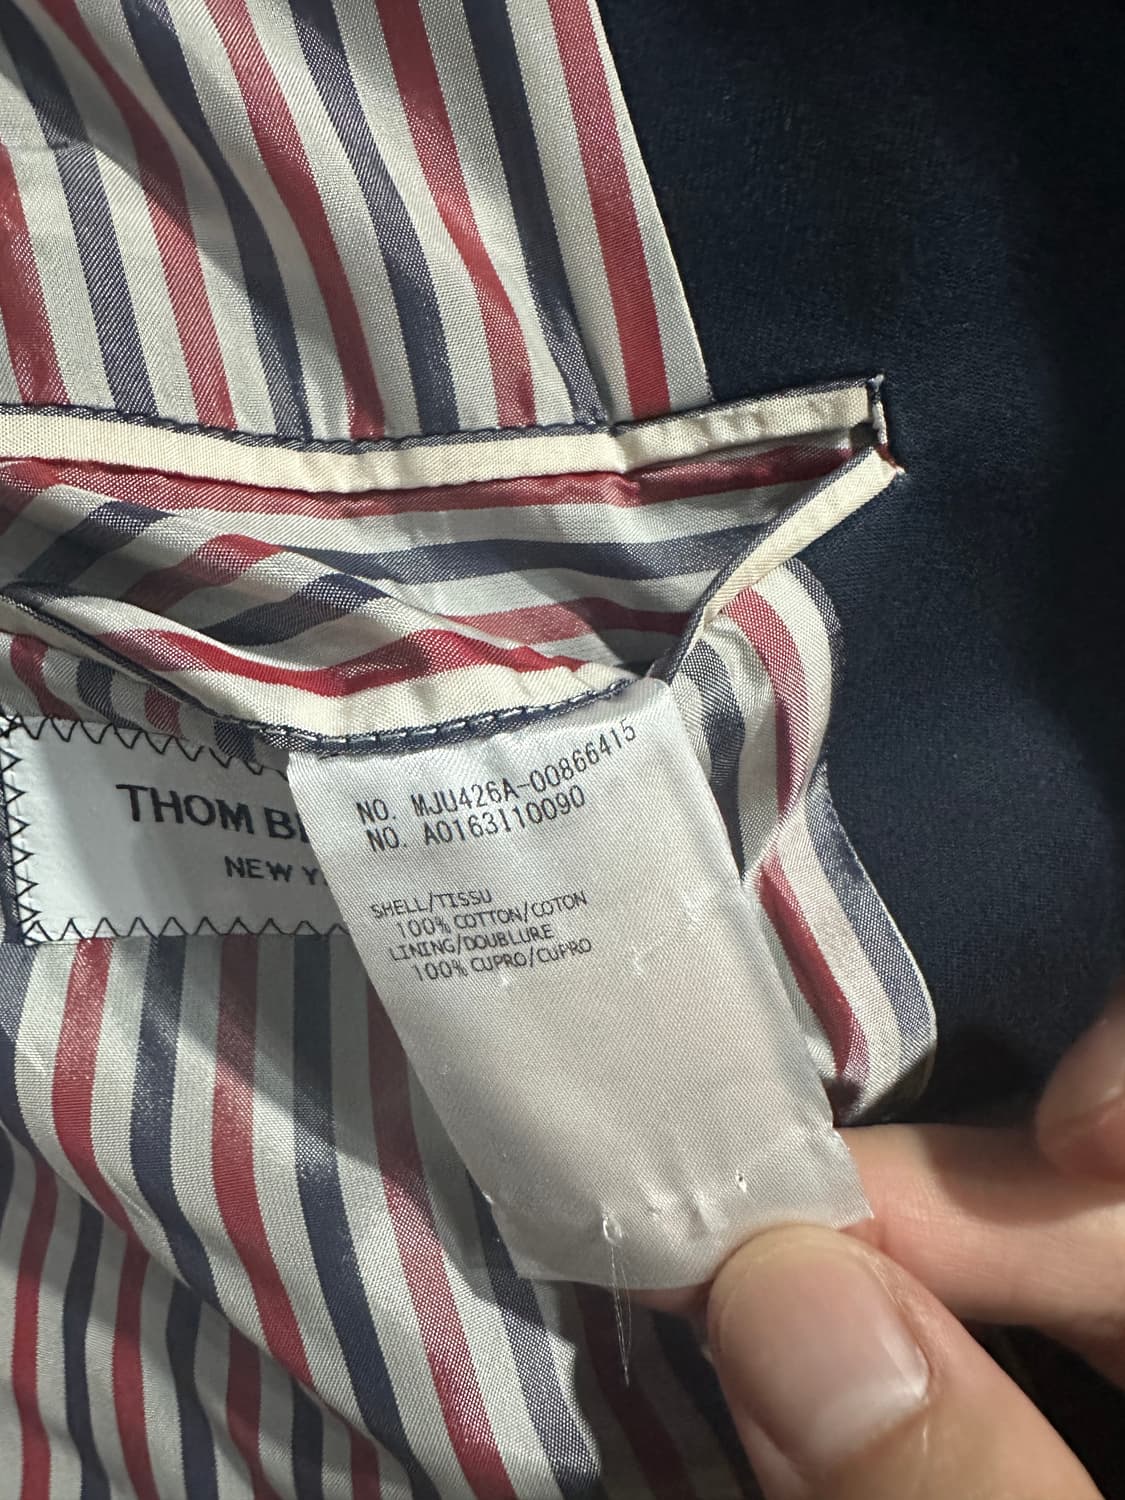 THOM B
NEW Y
NO. MJU426A-00866415
NO. A0163110090
SHELL/TISSU
100% COTTON/COTON
LINING/DOUBLURE
100% CUPRO/CUPRO